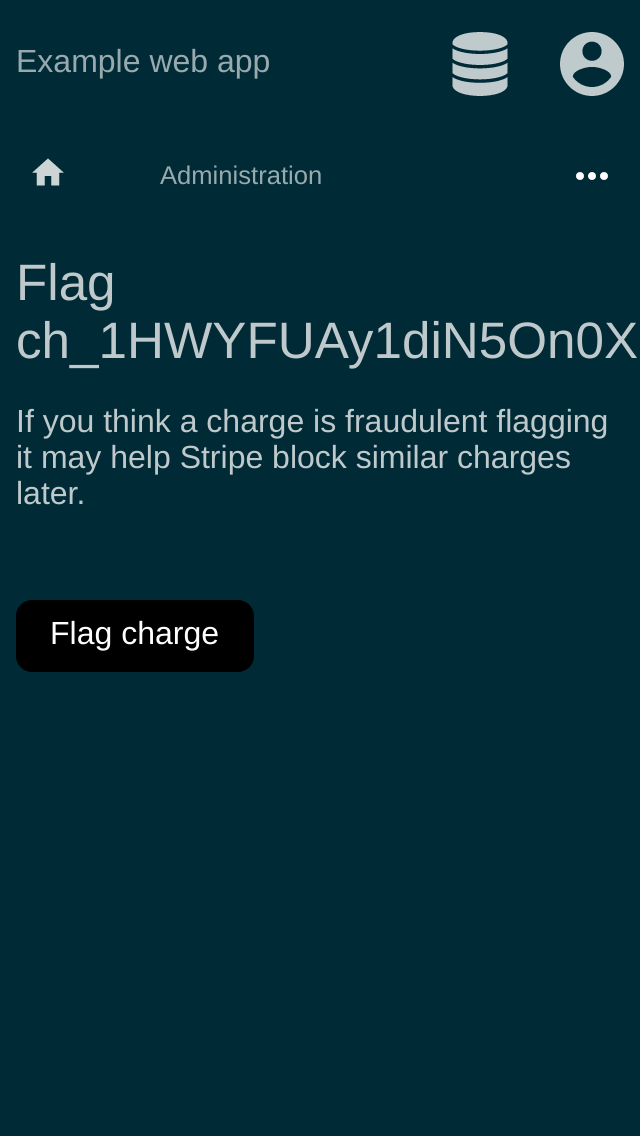 Example web app
Administration
Flag
ch_1HWYFUAy1diN5On0X
If you think a charge is fraudulent flagging
it may help Stripe block similar charges
later.
Flag charge